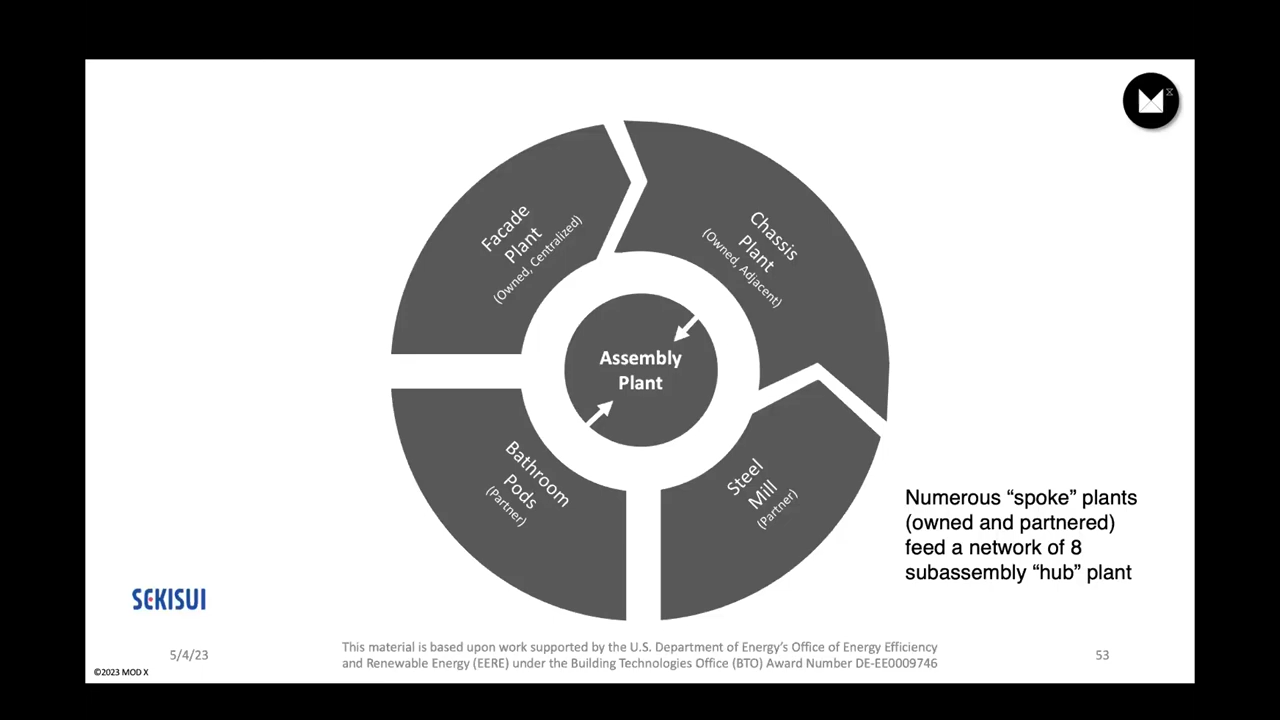 Facade
Plant
(Owned, Centralized)
Chassis
Plant
(Owned, Adjacent)
Assembly
Plant
Bathroom
Pods
(Partner)
Steel
Mill
(Partner)
Numerous “spoke” plants
(owned and partnered)
feed a network of 8
subassembly “hub” plant
SEKISUI
5/4/23
This material is based upon work supported by the U.S. Department of Energy’s Office of Energy Efficiency
and Renewable Energy (EERE) under the Building Technologies Office (BTO) Award Number DE-EE0009746
53
©2023 MOD X